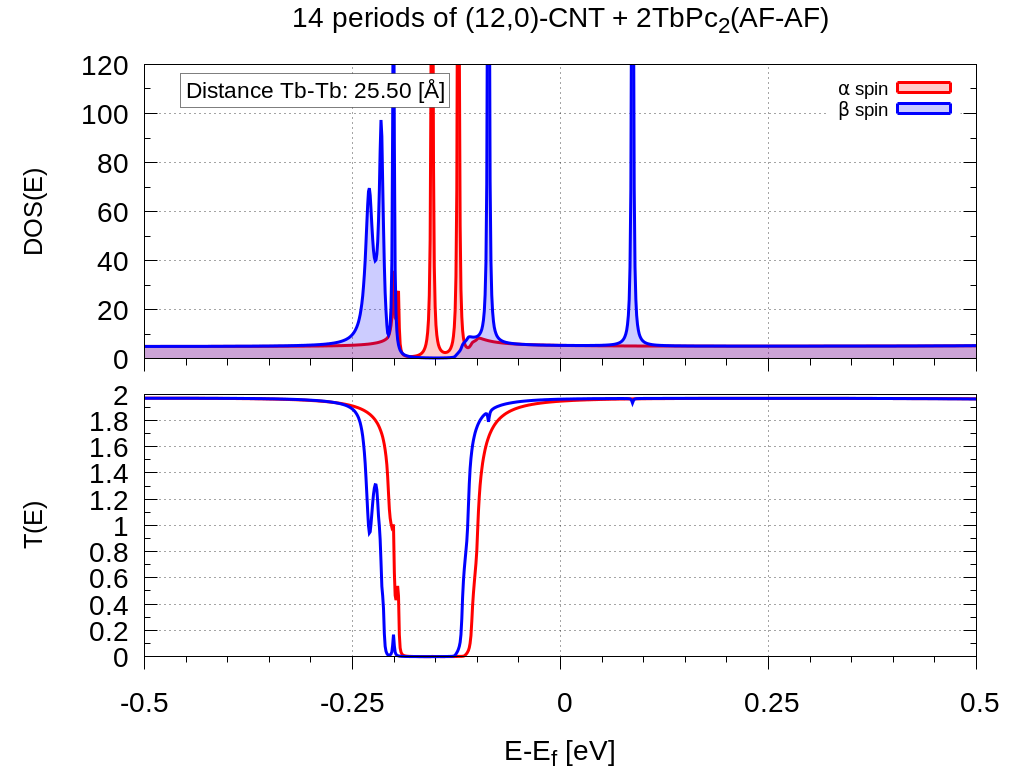 14 periods of (12,0)-CNT + 2TbPc2(AF-AF)
120
100
80
60
40
20
0
DOS(E)
Distance Tb-Tb: 25.50 [Å]
α spin
β spin
2
1.8
1.6
1.4
1.2
1
0.8
0.6
0.4
0.2
0
T(E)
-0.5 -0.25 0 0.25 0.5
E-Ef [eV]